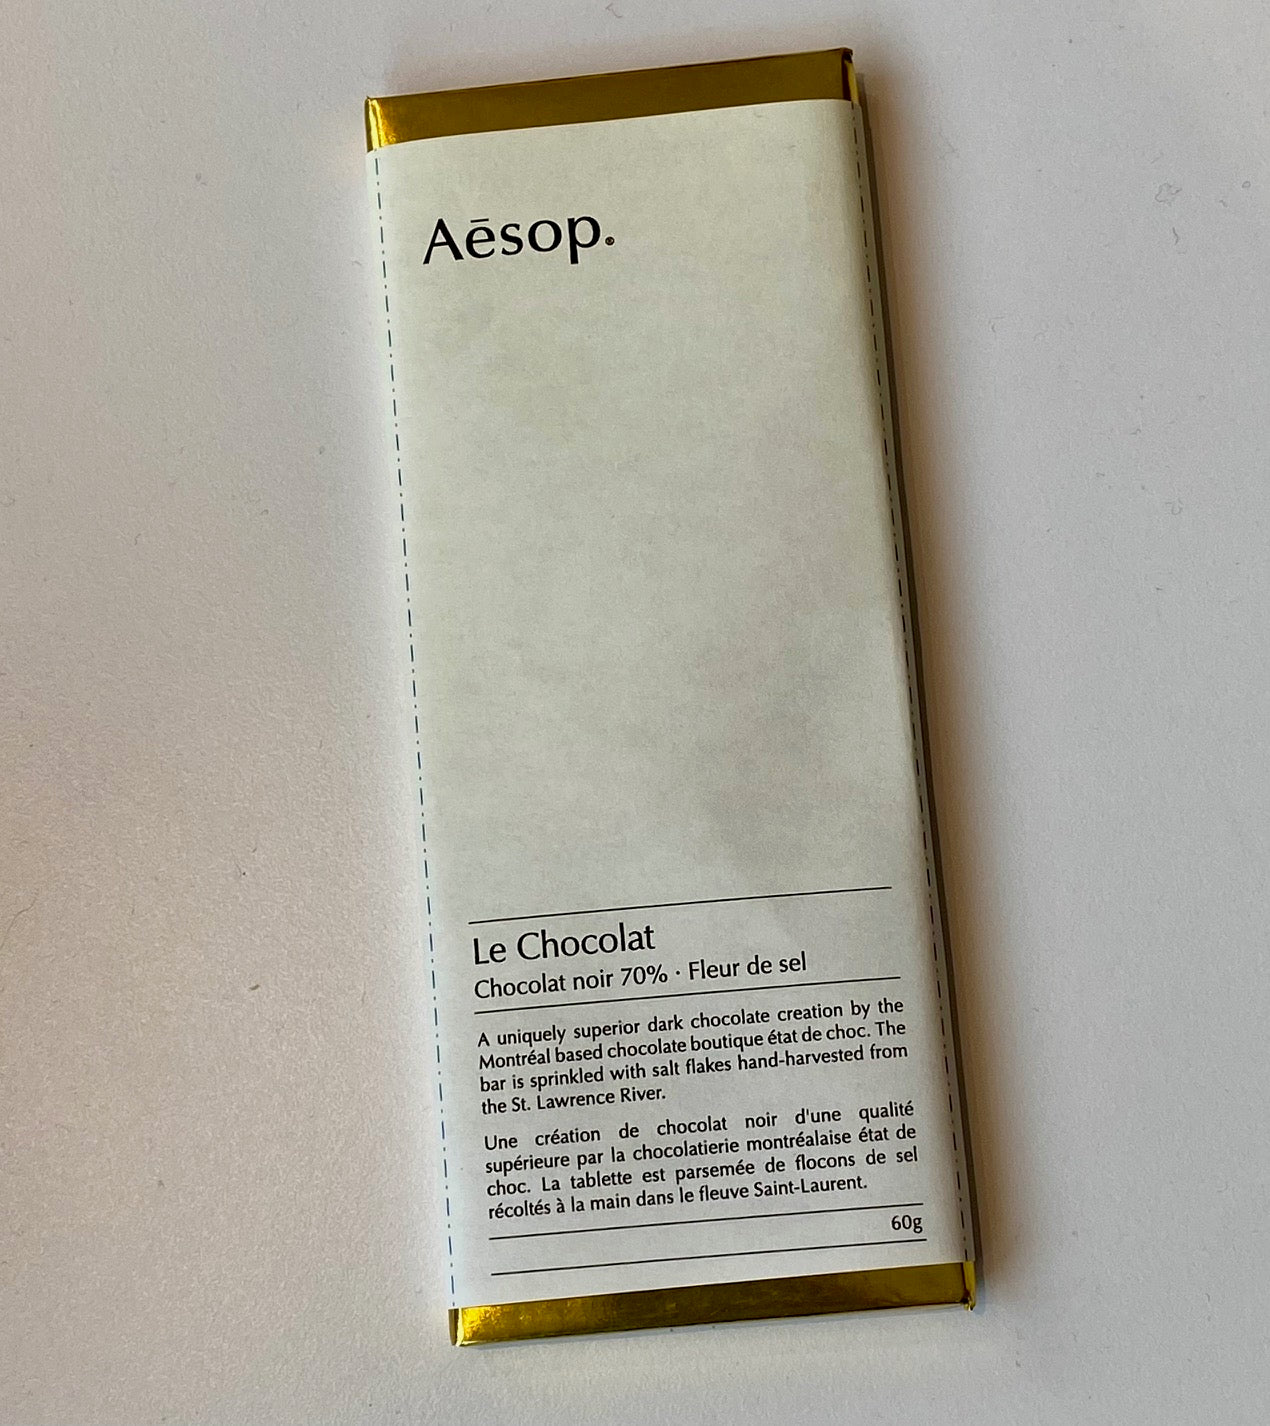 Aēsop.
Le Chocolat
Chocolat noir 70% · Fleur de sel
A uniquely superior dark chocolate creation by the
Montréal based chocolate boutique état de choc. The
bar is sprinkled with salt flakes hand-harvested from
the St. Lawrence River.
Une création de chocolat noir d'une qualité
supérieure par la chocolatierie montréalaise état de
choc. La tablette est parsemée de flocons de sel
récoltés à la main dans le fleuve Saint-Laurent.
60g